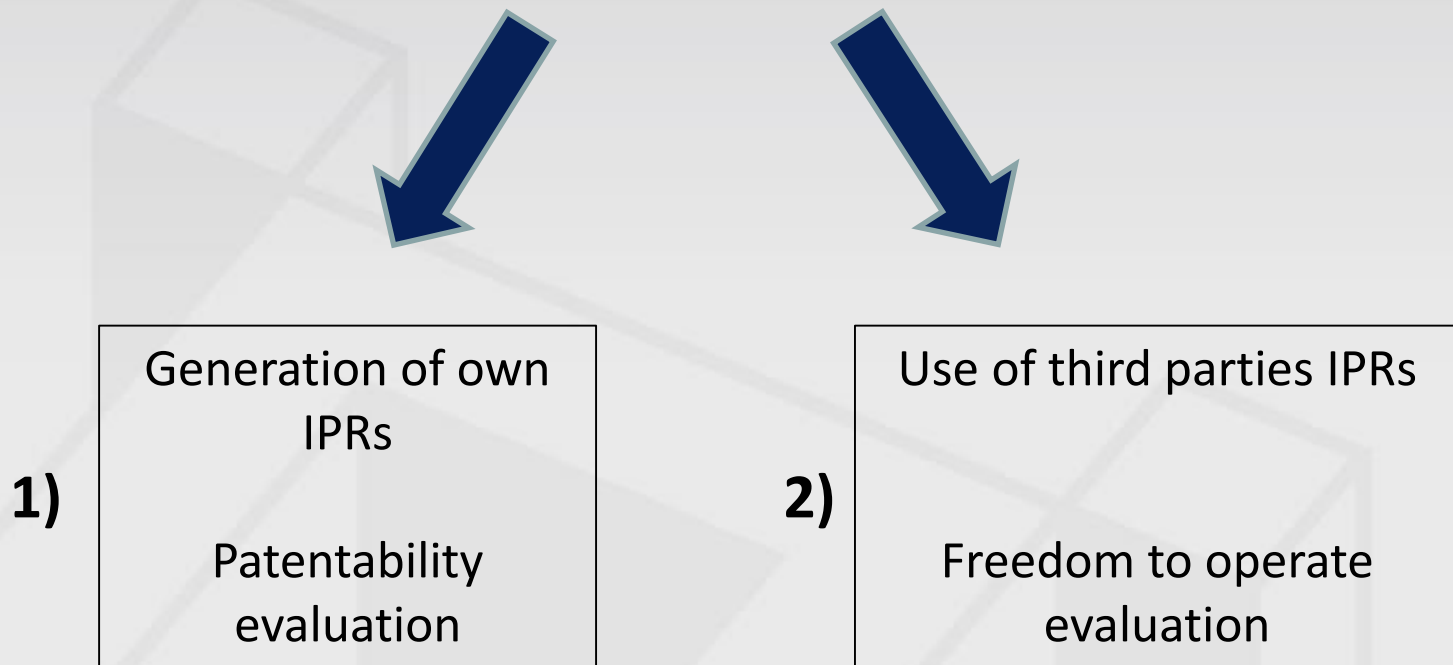 1)
Generation of own
IPRs
Patentability
evaluation
2)
Use of third parties IPRs
Freedom to operate
evaluation